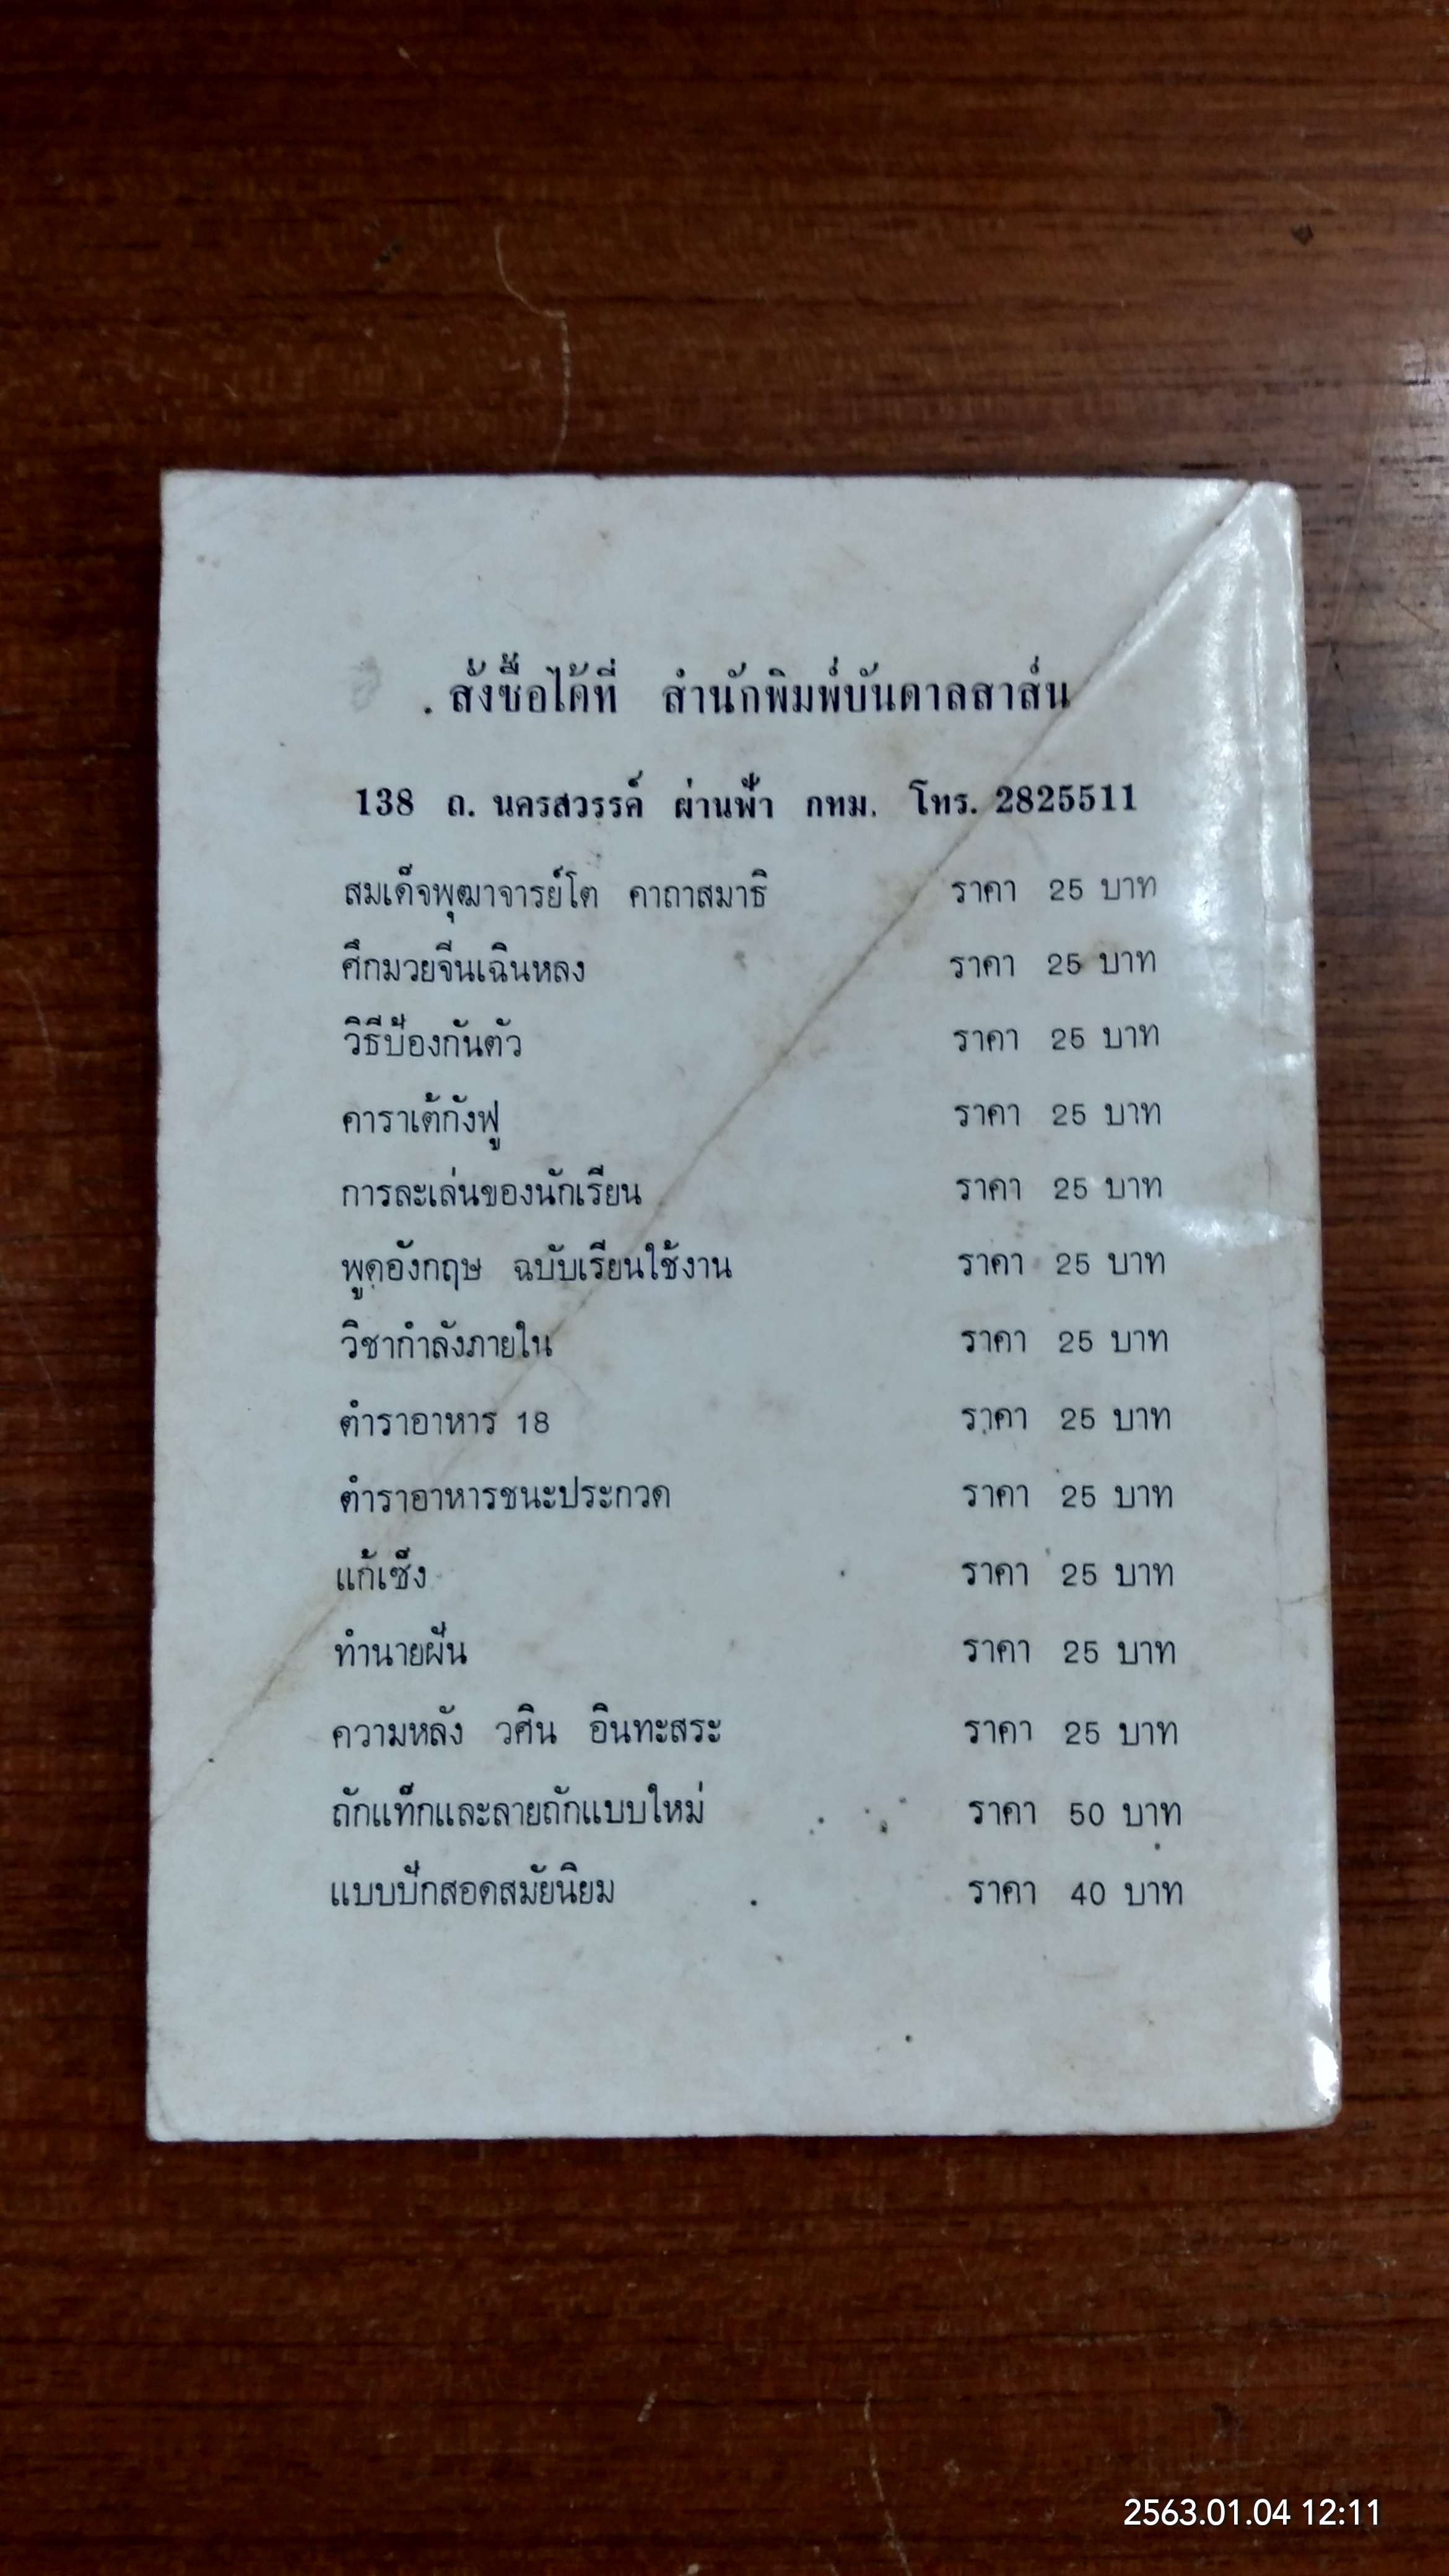 สั่งซื้อได้ที่ สำนักพิมพ์บันดาลสาส์น
138 ถ. นครสวรรค์ ผ่านฟ้า กทม. โทร. 2825511
สมเด็จพุฒาจารย์โต คาถาสมาธิ ราคา 25 บาท
ศึกมวยจีนเฉินหลง ราคา 25 บาท
วิธีป้องกันตัว ราคา 25 บาท
คาราเต้กังฟู ราคา 25 บาท
การละเล่นของนักเรียน ราคา 25 บาท
พูดอังกฤษ ฉบับเรียนใช้งาน ราคา 25 บาท
วิชากำลังภายใน ราคา 25 บาท
ตำราอาหาร 18 ราคา 25 บาท
ตำราอาหารชนะประกวด ราคา 25 บาท
แก้เซ็ง ราคา 25 บาท
ทำนายฝัน ราคา 25 บาท
ความหลัง วศิน อินทะสระ ราคา 25 บาท
ถักแท็กและลายถักแบบใหม่ ราคา 50 บาท
แบบปักสอดสมัยนิยม ราคา 40 บาท
2563.01.04 12:11